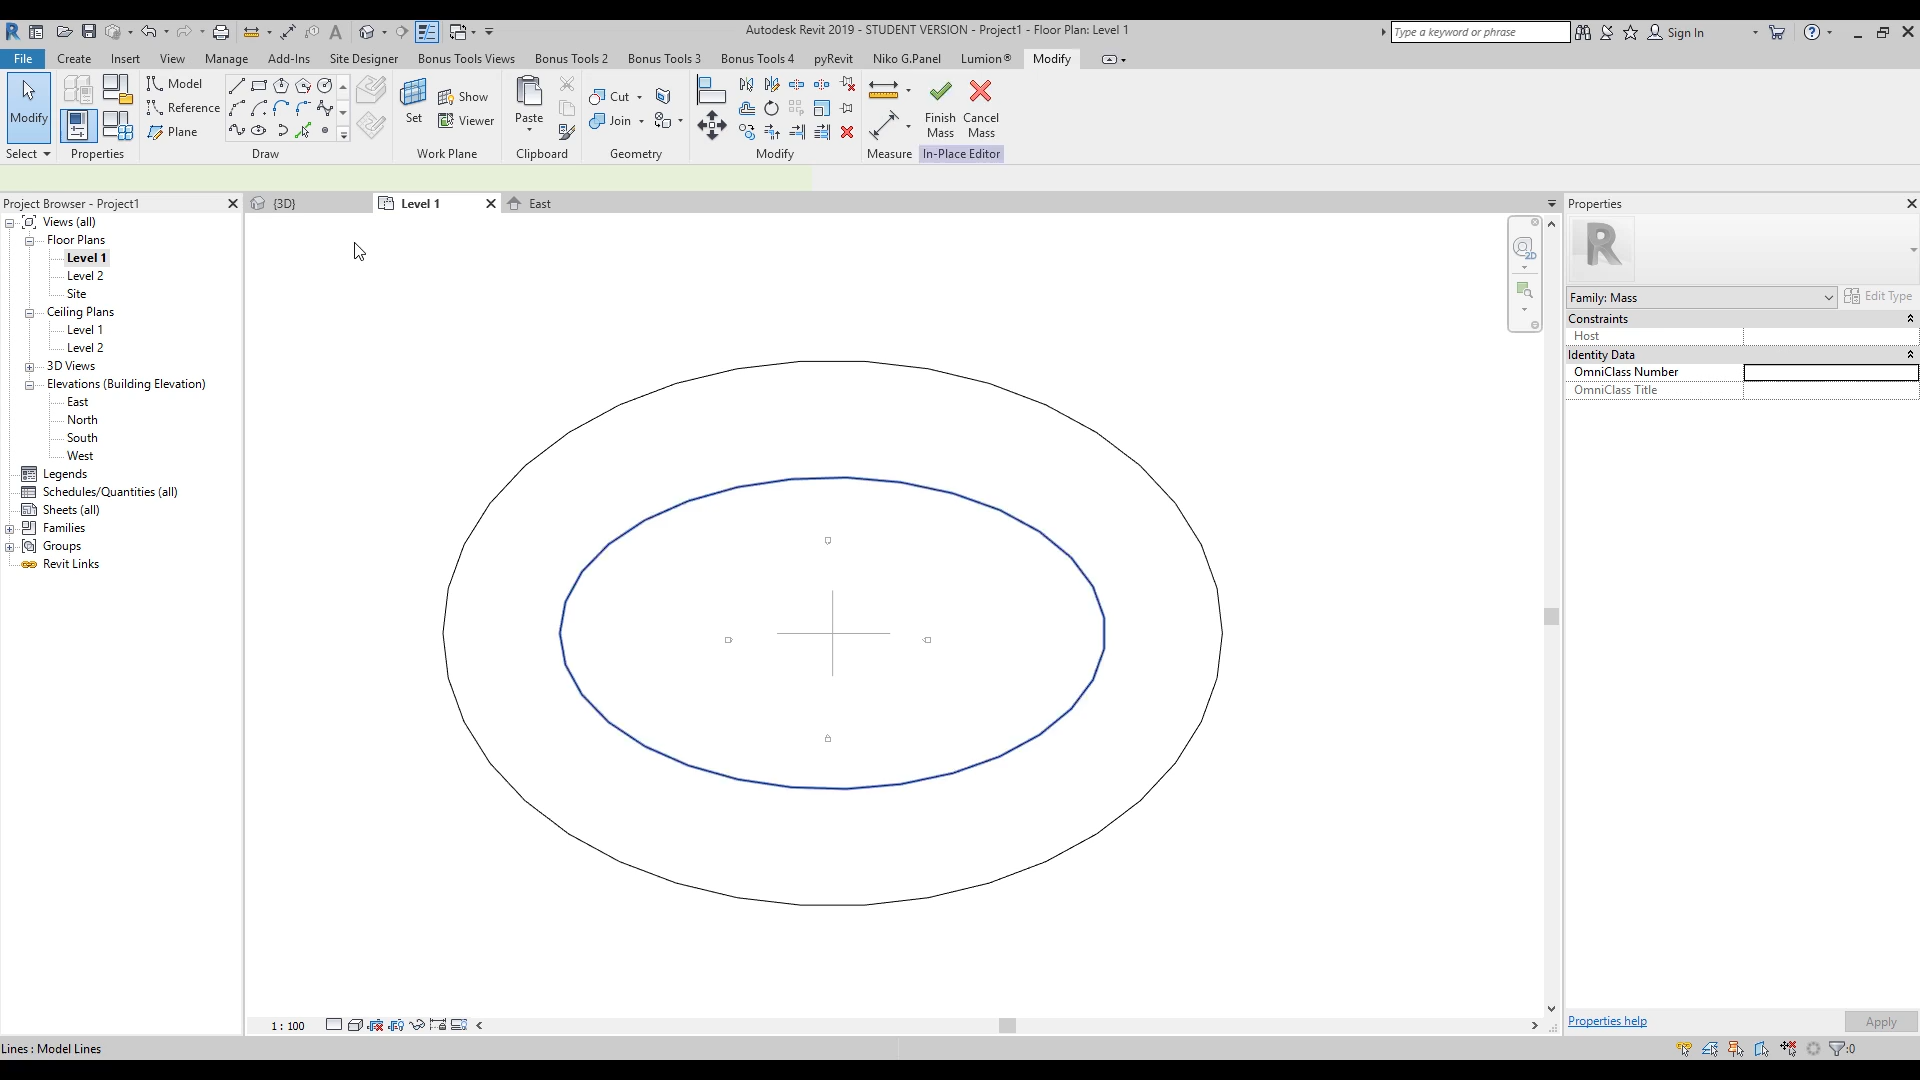 Autodesk Revit 2019 - STUDENT VERSION - Project1 - Floor Plan: Level 1
Type a keyword or phrase
Sign In
File Create Insert View Manage Add-Ins Site Designer Bonus Tools Views Bonus Tools 2 Bonus Tools 3 Bonus Tools 4 pyRevit Niko G.Panel Lumion® Modify
Modify
Model
Reference
Plane
Set
Show
Viewer
Paste
Cut
Join
Finish Mass
Cancel Mass
Select Properties Draw Work Plane Clipboard Geometry Modify Measure In-Place Editor
Project Browser - Project1
{3D}
Level 1
East
Properties
Views (all)
Floor Plans
Level 1
Level 2
Site
Ceiling Plans
Level 1
Level 2
3D Views
Elevations (Building Elevation)
East
North
South
West
Legends
Schedules/Quantities (all)
Sheets (all)
Families
Groups
Revit Links
2D
R
Family: Mass
Edit Type
Constraints
Host
Identity Data
OmniClass Number
OmniClass Title
1 : 100
Properties help
Apply
Lines : Model Lines
:0